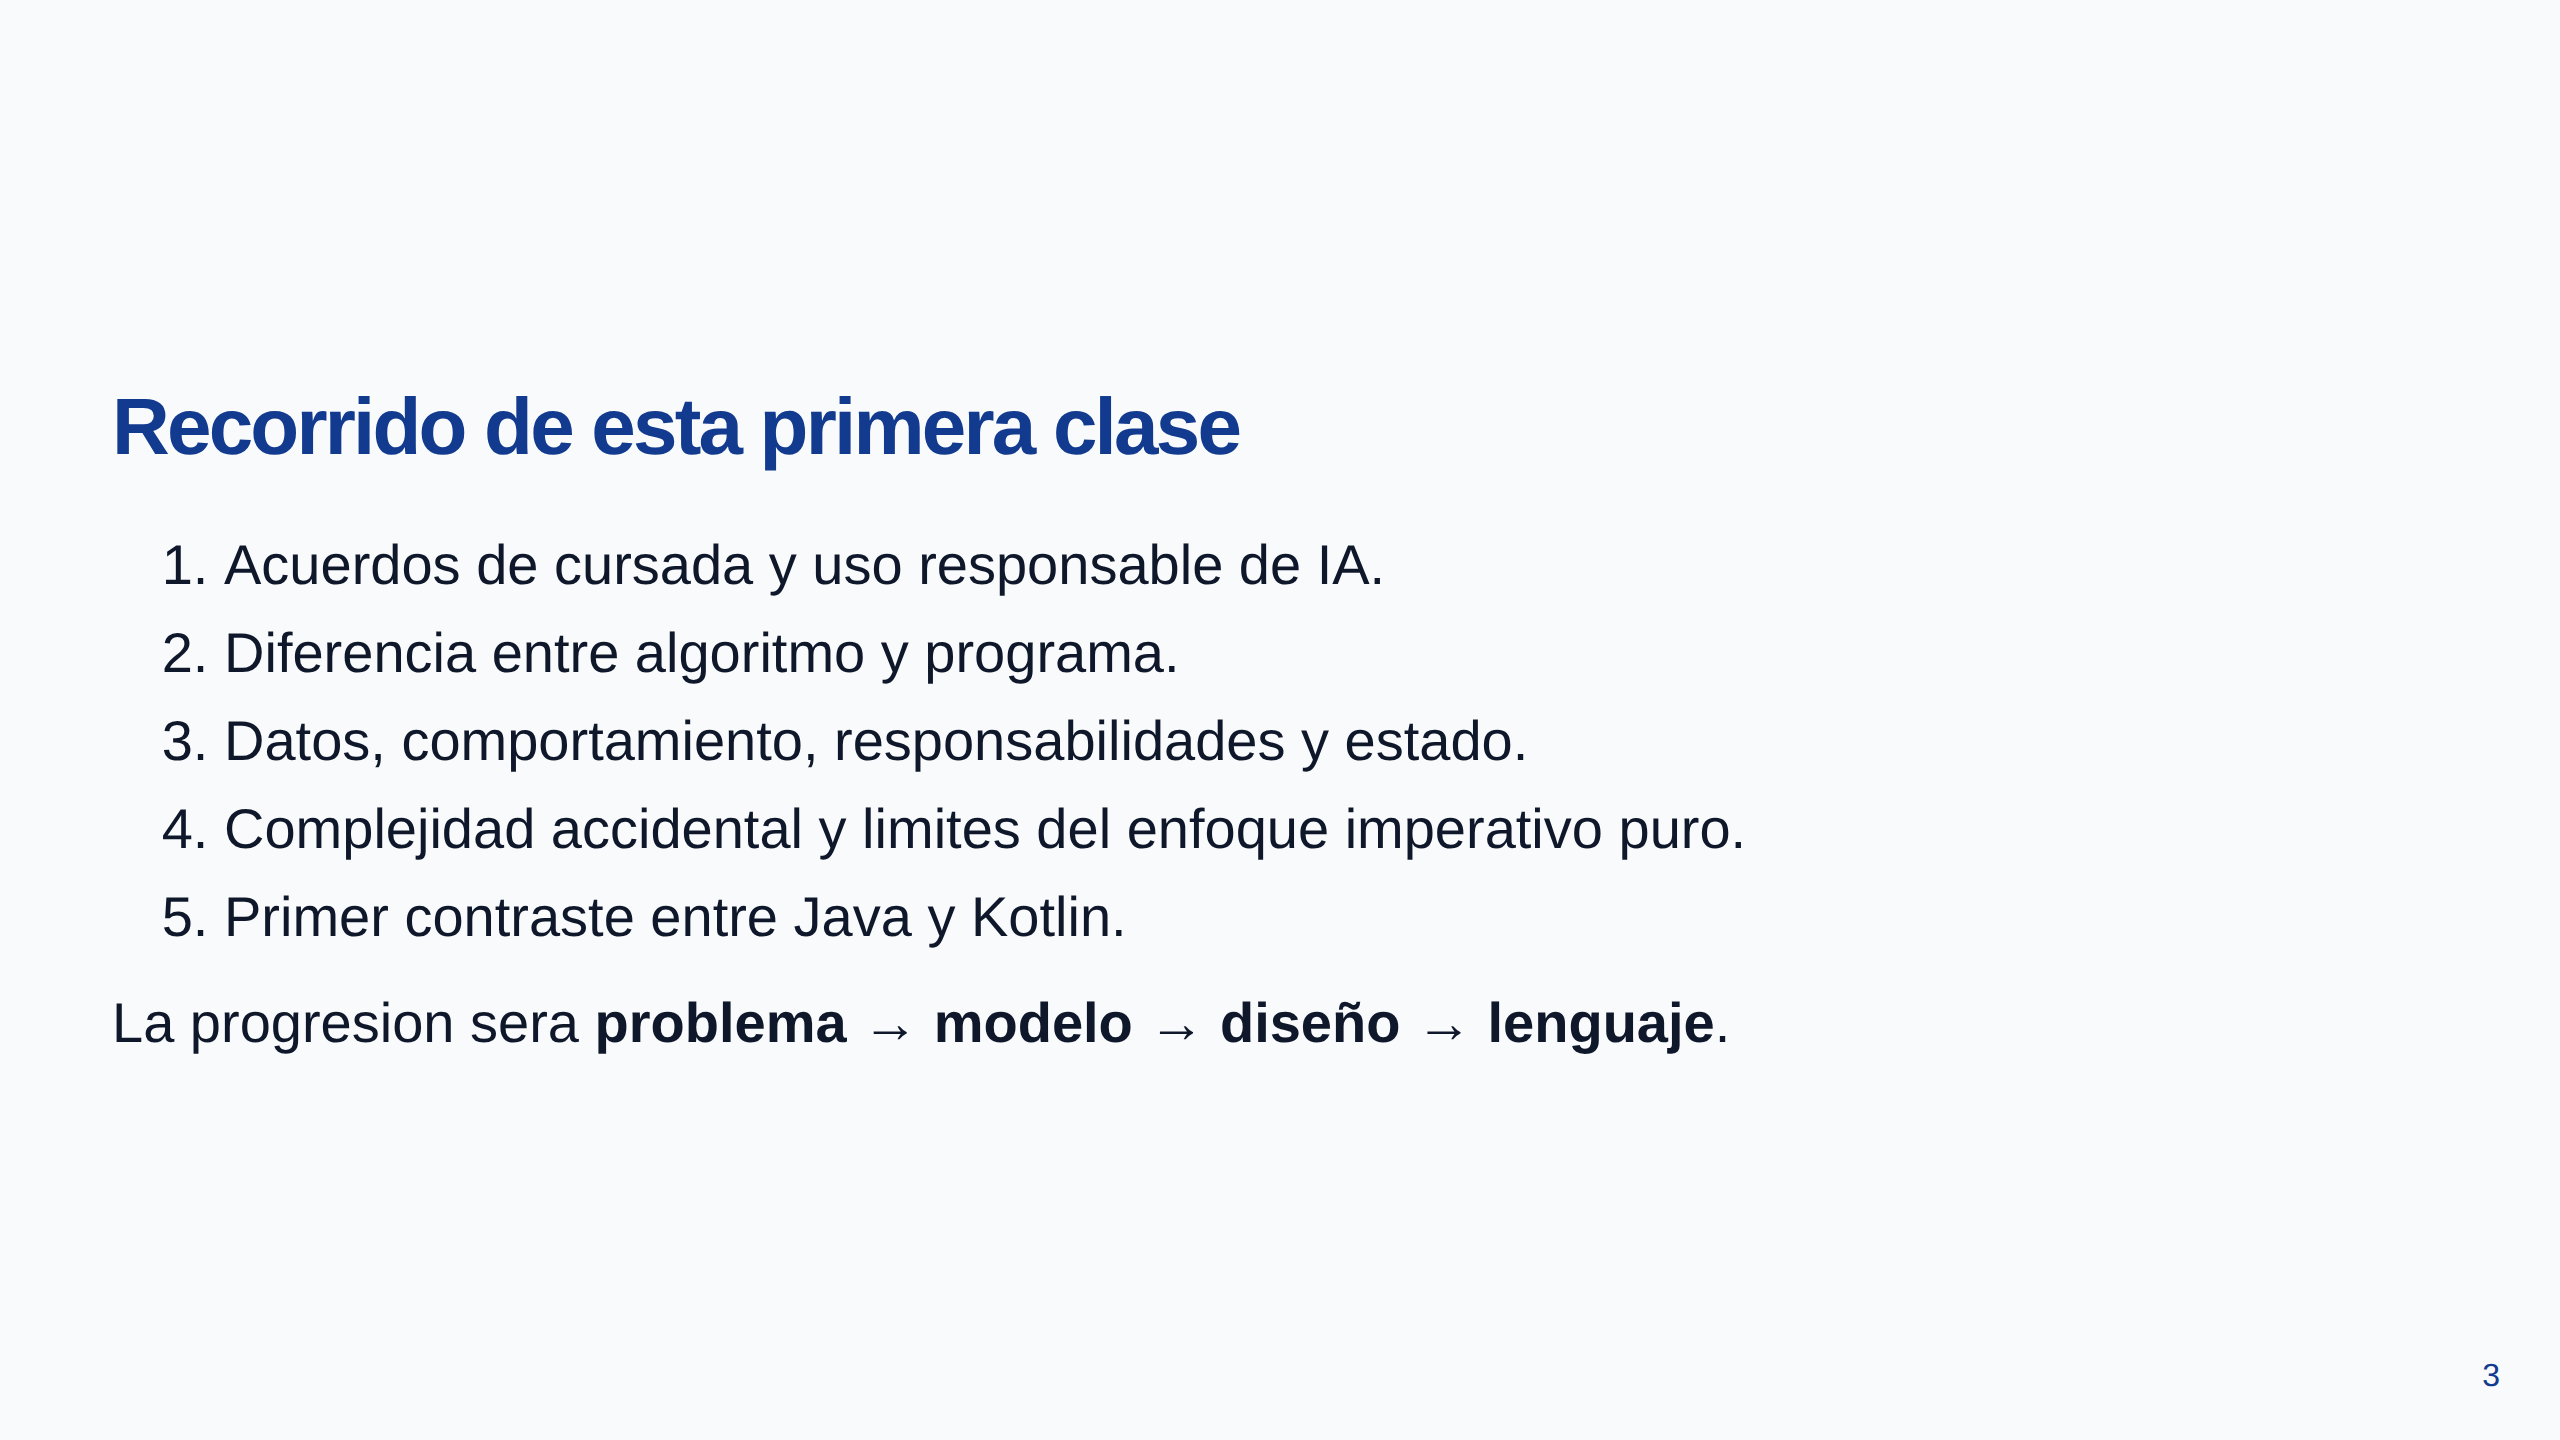 Recorrido de esta primera clase
1. Acuerdos de cursada y uso responsable de IA.
2. Diferencia entre algoritmo y programa.
3. Datos, comportamiento, responsabilidades y estado.
4. Complejidad accidental y limites del enfoque imperativo puro.
5. Primer contraste entre Java y Kotlin.
La progresion sera problema → modelo → diseño → lenguaje.
3